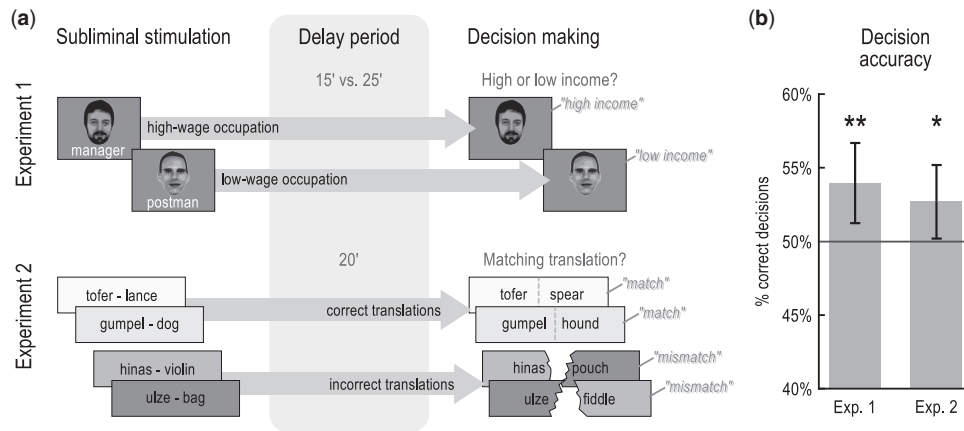 (a)
Subliminal stimulation
Delay period
Decision making
Experiment 1
15' vs. 25'
High or low income?
"high income"
high-wage occupation
manager
"low income"
low-wage occupation
postman
Experiment 2
20'
Matching translation?
"match"
tofer - lance
tofer spear
correct translations
"match"
gumpel - dog
gumpel hound
"mismatch"
hinas - violin
hinas pouch
incorrect translations
"mismatch"
ulze - bag
ulze fiddle
(b)
Decision
accuracy
% correct decisions
60%
55%
50%
45%
40%
**
*
Exp. 1
Exp. 2